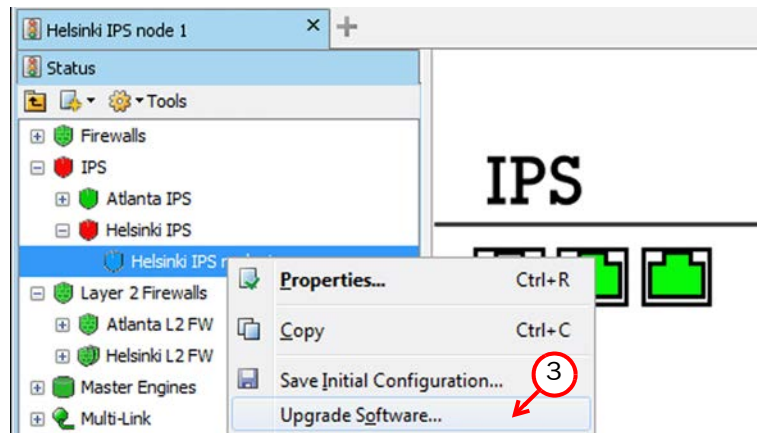 Helsinki IPS node 1
Status
Tools
Firewalls
IPS
Atlanta IPS
Helsinki IPS
Helsinki IPS
Layer 2 Firewalls
Atlanta L2 FW
Helsinki L2 FW
Master Engines
Multi-Link
IPS
Properties... Ctrl+R
Copy Ctrl+C
Save Initial Configuration...
3
Upgrade Software...